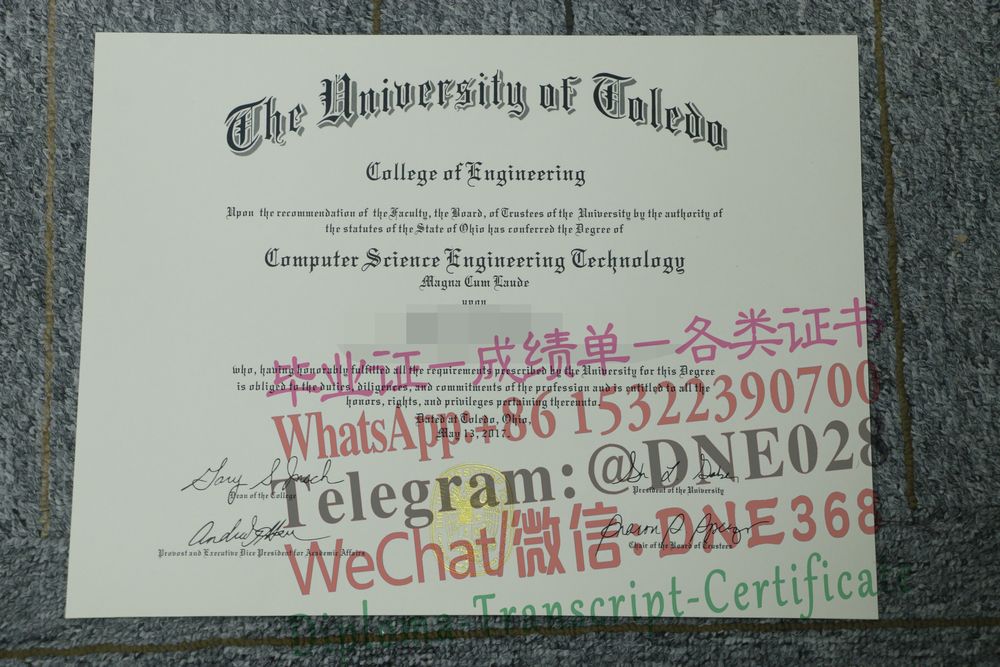 The University of Toledo
College of Engineering
Upon the recommendation of the Faculty, the Board, of Trustees of the University by the authority of
the statutes of the State of Ohio has conferred the Degree of
Computer Science Engineering Technology
Magna Cum Laude
upon
毕业证—成绩单—各类证书
who, having honorably fulfilled all the requirements prescribed by the University for this Degree
is obliged to the duties, diligences, and commitments of the profession and is entitled to all the
honors, rights, and privileges pertaining thereunto.
WhatsApp:+86 15322390700
Dated at Toledo, Ohio,
May 13, 2017.
Telegram: @DNE028
Dean of the College
President of the University
WeChat/微信:DNE368
Provost and Executive Vice President for Academic Affairs
Chair of the Board of Trustees
Diploma-Transcript-Certificate